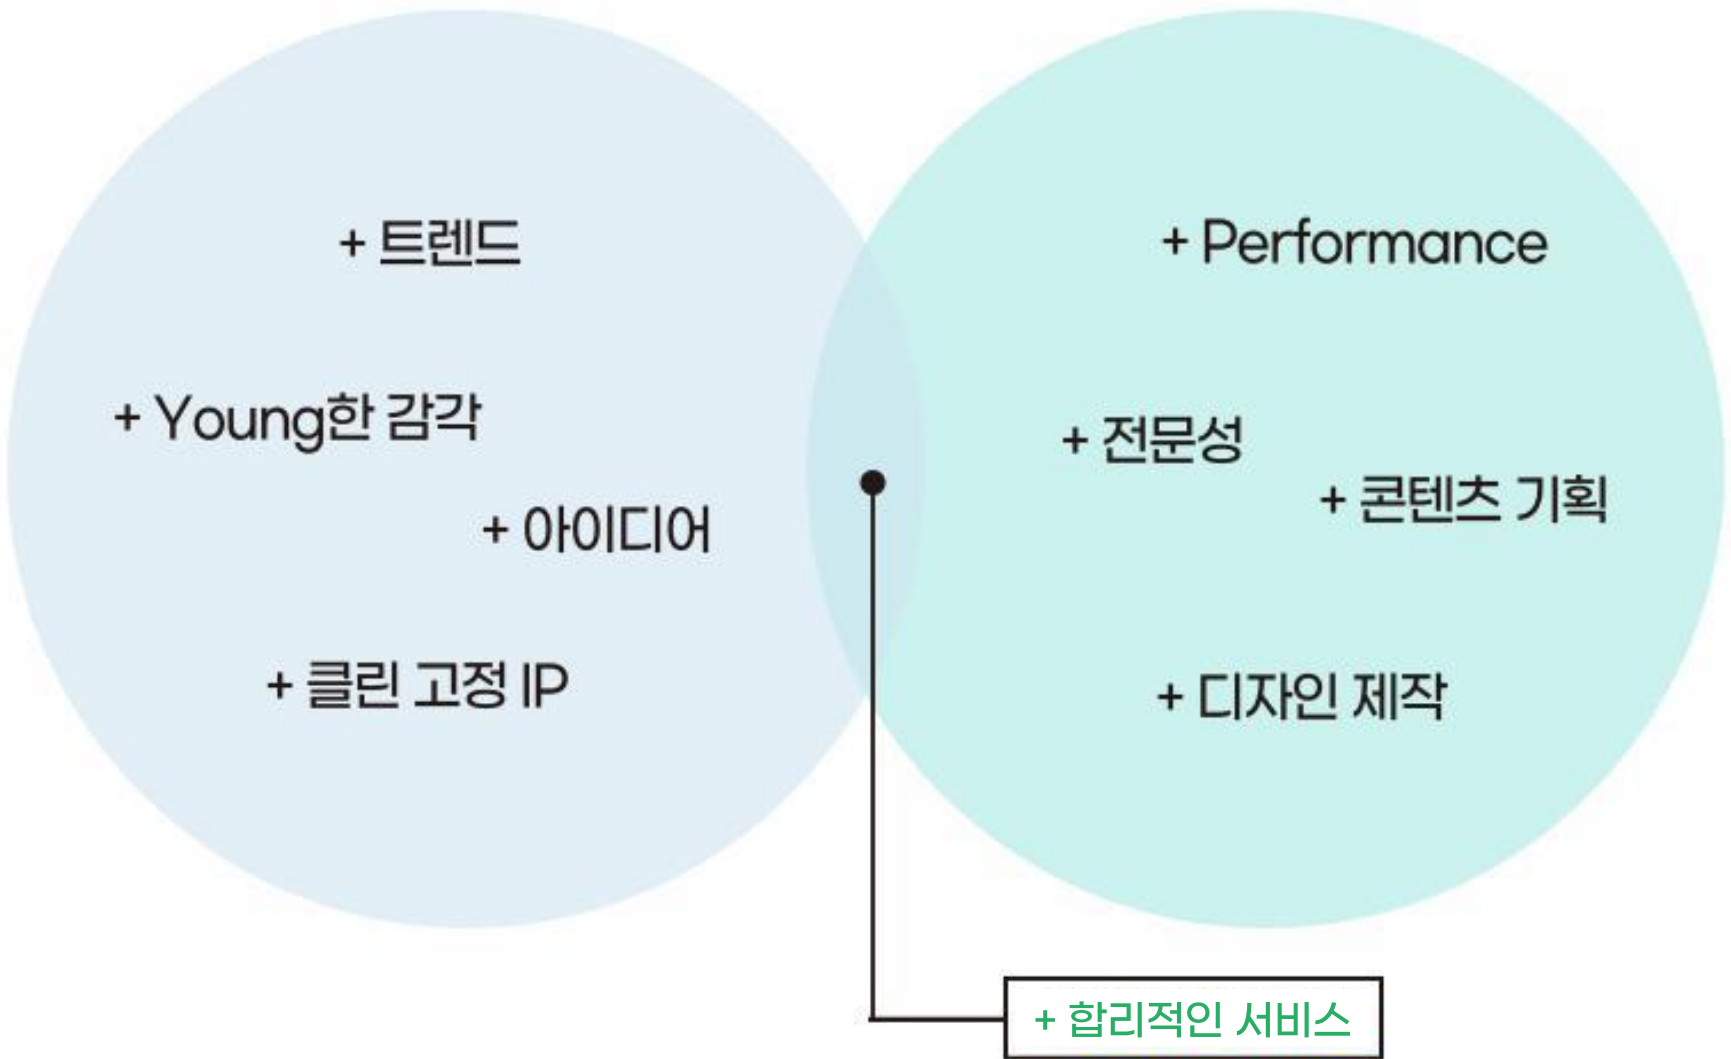 + 트렌드
+ Young한 감각
+ 아이디어
+ 클린 고정 IP
+ Performance
+ 전문성
+ 콘텐츠 기획
+ 디자인 제작
+ 합리적인 서비스